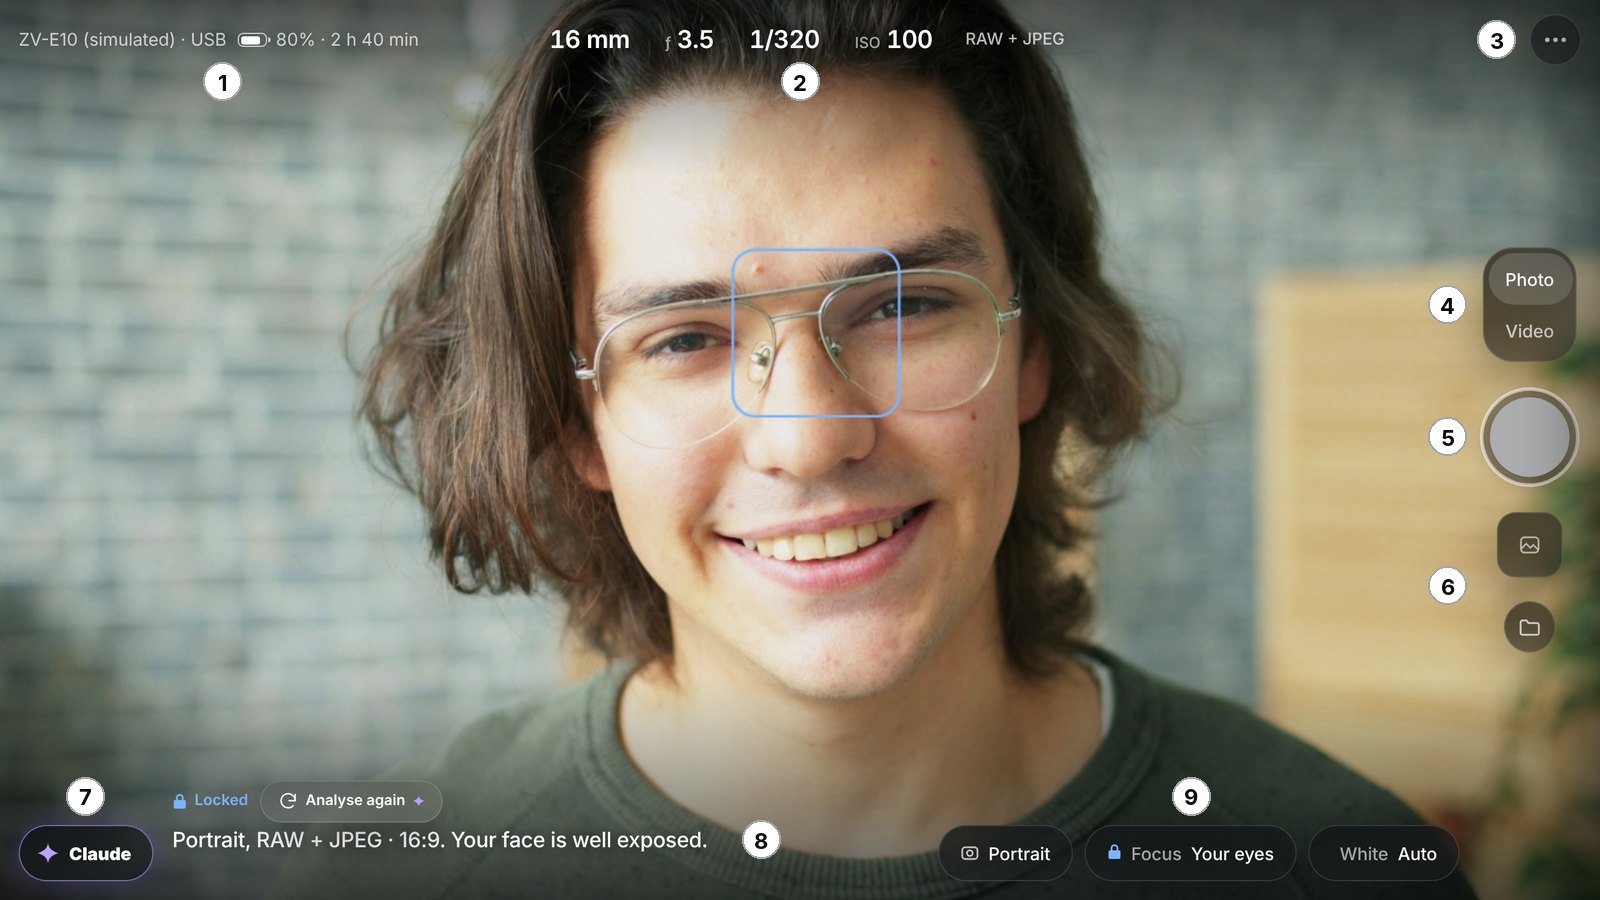 ZV-E10 (simulated) · USB 80% · 2 h 40 min
16 mm ƒ 3.5 1/320 ISO 100 RAW + JPEG
3
1
2
Photo
4
Video
5
6
7
Locked
Analyse again
9
Claude
Portrait, RAW + JPEG · 16:9. Your face is well exposed.
8
Portrait
Focus Your eyes
White Auto